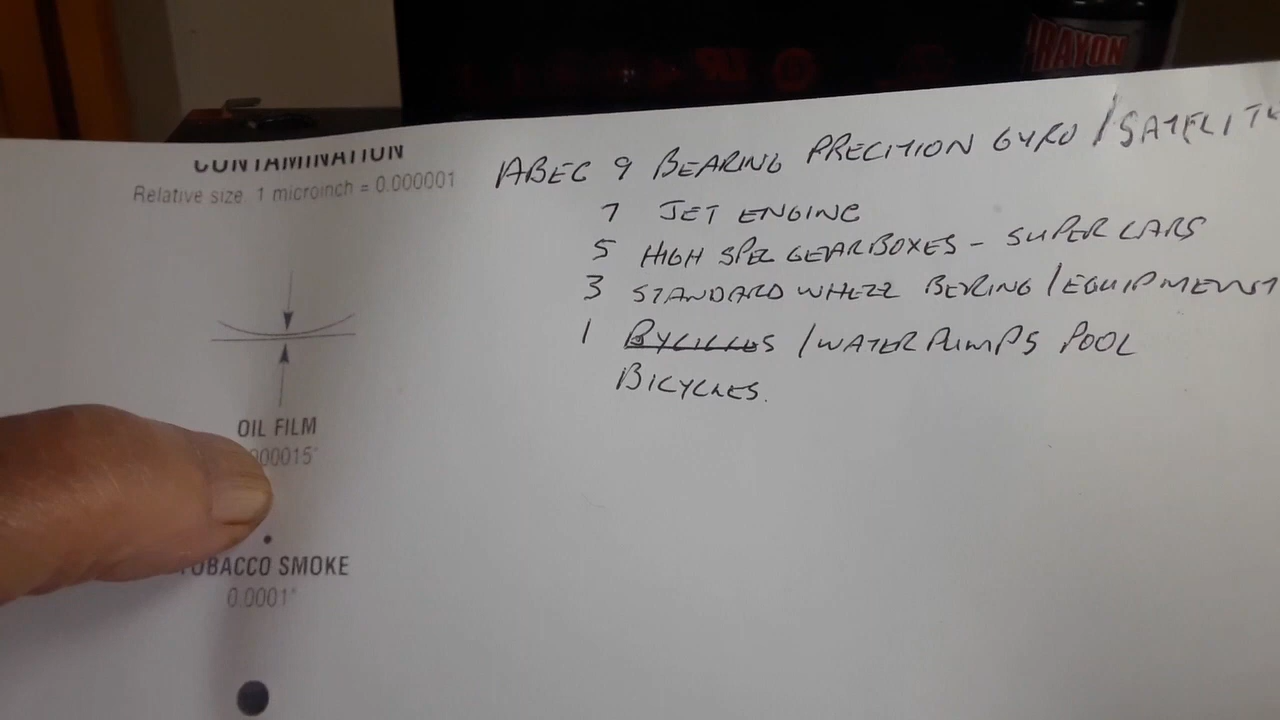 CONTAMINATION
Relative size 1 microinch = 0.000001
OIL FILM
000015"
TOBACCO SMOKE
0.0001"
ABEC 9 BEARING PRECITION GYRO / SATELIT
7 JET ENGINE
5 HIGH SPEC GEARBOXES - SUPER CARS
3 STANDARD WHEEL BERING / EQUIPMENT
1 BYCILLES / WATER PUMPS POOL
BICYCLES.
RAYON